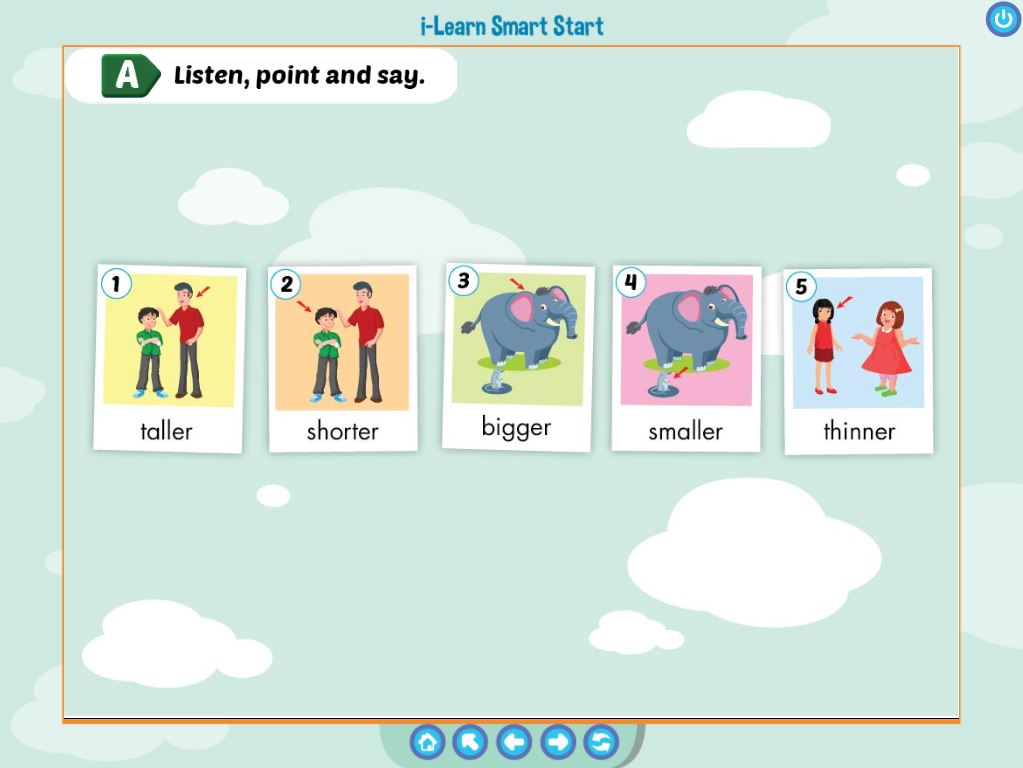 i-Learn Smart Start
A Listen, point and say.
1
taller
2
shorter
3
bigger
4
smaller
5
thinner